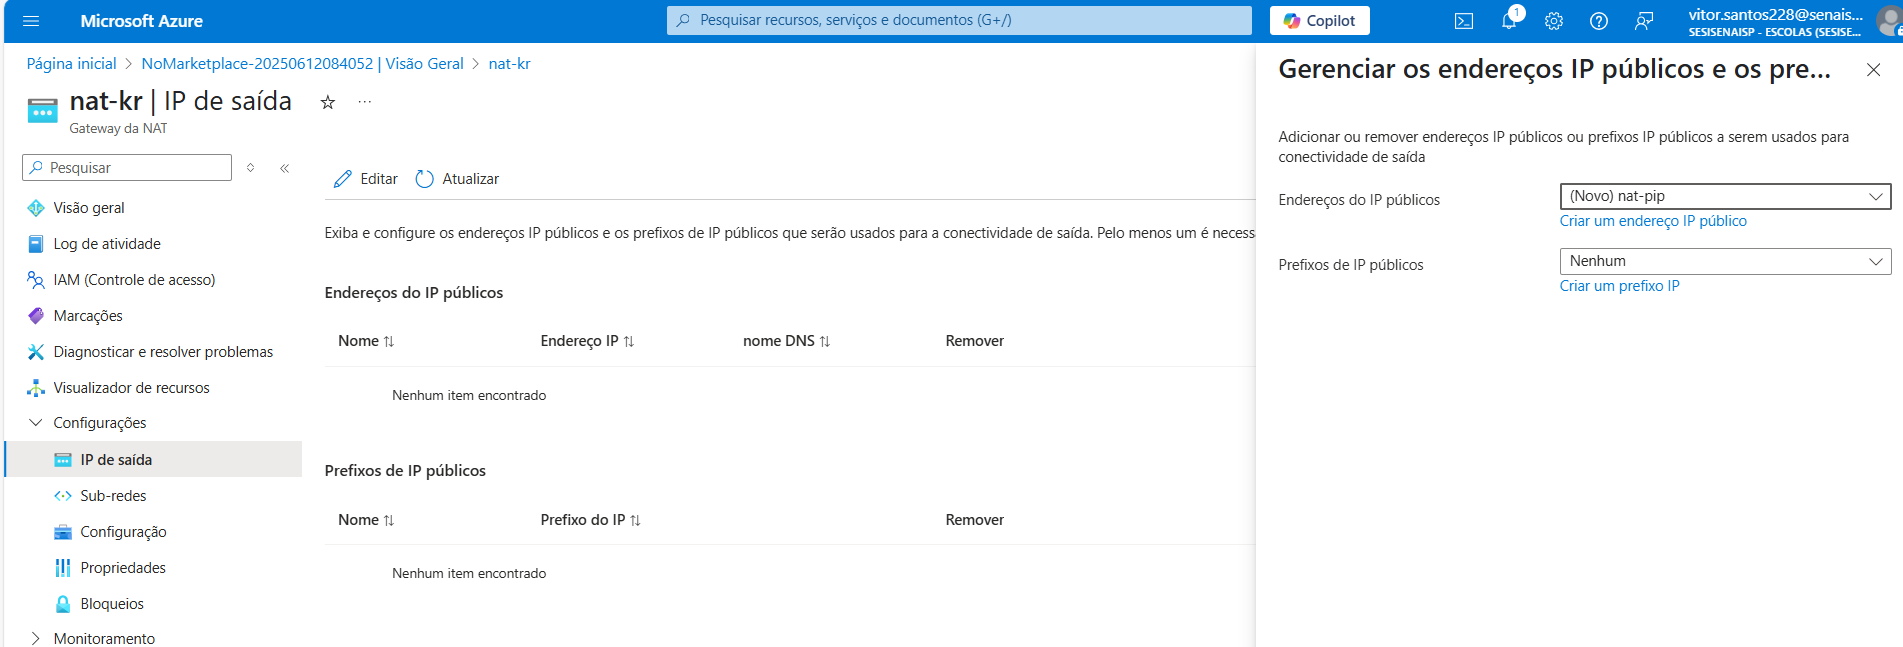 Microsoft Azure
Pesquisar recursos, serviços e documentos (G+/)
Copilot
1
vitor.santos228@senais...
SESISENAISP - ESCOLAS (SESISE...
Página inicial > NoMarketplace-20250612084052 | Visão Geral > nat-kr
nat-kr | IP de saída
Gateway da NAT
Pesquisar
Visão geral
Log de atividade
IAM (Controle de acesso)
Marcações
Diagnosticar e resolver problemas
Visualizador de recursos
Configurações
IP de saída
Sub-redes
Configuração
Propriedades
Bloqueios
Monitoramento
Editar
Atualizar
Exiba e configure os endereços IP públicos e os prefixos de IP públicos que serão usados para a conectividade de saída. Pelo menos um é necessa
Endereços do IP públicos
Nome
Endereço IP
nome DNS
Remover
Nenhum item encontrado
Prefixos de IP públicos
Nome
Prefixo do IP
Remover
Nenhum item encontrado
Gerenciar os endereços IP públicos e os pre...
Adicionar ou remover endereços IP públicos ou prefixos IP públicos a serem usados para
conectividade de saída
Endereços do IP públicos
(Novo) nat-pip
Criar um endereço IP público
Prefixos de IP públicos
Nenhum
Criar um prefixo IP